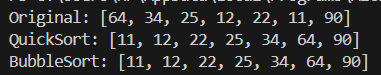 Original: [64, 34, 25, 12, 22, 11, 90]
QuickSort: [11, 12, 22, 25, 34, 64, 90]
BubbleSort: [11, 12, 22, 25, 34, 64, 90]